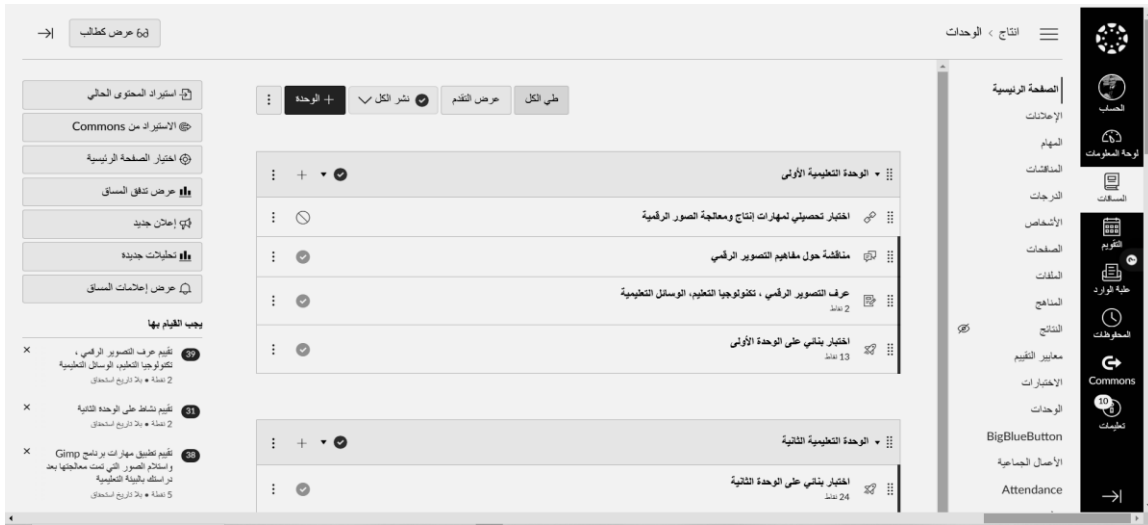 الحساب
لوحة المعلومات
المساقات
التقويم
علبة الوارد
المحفوظات
Commons
10
تعليمات
انتاج > الوحدات
عرض كطالب
الصفحة الرئيسية
الإعلانات
المهام
المناقشات
الدرجات
الأشخاص
الصفحات
الملفات
المناهج
النتائج
معايير التقييم
الاختبارات
الوحدات
BigBlueButton
الأعمال الجماعية
Attendance
طي الكل
عرض التقدم
نشر الكل
+ الوحدة
الوحدة التعليمية الأولى
اختبار تحصيلي لمهارات إنتاج ومعالجة الصور الرقمية
مناقشة حول مفاهيم التصوير الرقمي
عرف التصوير الرقمي ، تكنولوجيا التعليم، الوسائل التعليمية
2 نقاط
اختبار بنائي على الوحدة الأولى
13 نقاط
الوحدة التعليمية الثانية
اختبار بنائي على الوحدة الثانية
24 نقاط
استيراد المحتوى الحالي
الاستيراد من Commons
اختيار الصفحة الرئيسية
عرض تدفق المساق
إعلان جديد
تحليلات جديدة
عرض إعلامات المساق
يجب القيام بها
39
تقييم عرف التصوير الرقمي ،
تكنولوجيا التعليم، الوسائل التعليمية
2 نقطة • بلا تاريخ استحقاق
31
تقييم نشاط على الوحدة الثانية
2 نقطة • بلا تاريخ استحقاق
38
تقييم تطبيق مهارات برنامج Gimp
واستلام الصور التي تمت معالجتها بعد
دراستك بالبيئة التعليمية
5 نقطة • بلا تاريخ استحقاق